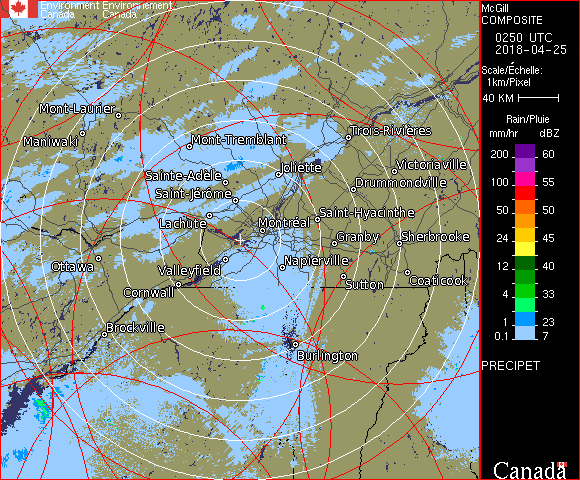 Environment Environnement
Canada Canada
McGill
COMPOSITE
0250 UTC
2018-04-25
Scale/Échelle:
1km/Pixel
40 KM
Rain/Pluie
mm/hr dBZ
200 60
100 55
50 50
24 45
12 40
4 33
1 23
0.1 7
PRECIPET
Canada
Mont-Laurier
Maniwaki
Mont-Tremblant
Trois-Rivières
Sainte-Adèle
Joliette
Victoriaville
Saint-Jérôme
Drummondville
Lachute
Montréal
Saint-Hyacinthe
Granby
Sherbrooke
Ottawa
Valleyfield
Napierville
Cornwall
Sutton
Coaticook
Brockville
Burlington